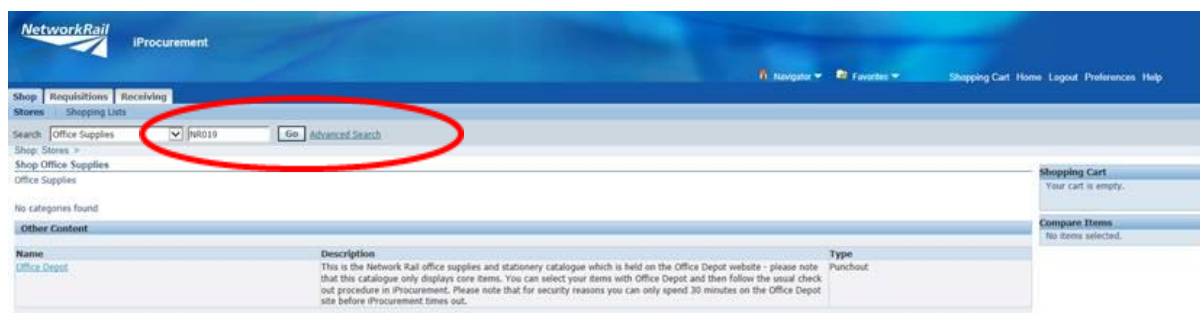 NetworkRail
iProcurement
Navigator Favorites Shopping Cart Home Logout Preferences Help
Shop Requisitions Receiving
Stores | Shopping Lists
Search Office Supplies NR019 Go Advanced Search
Shop: Stores >
Shop Office Supplies
Office Supplies
No categories found
Shopping Cart
Your cart is empty.
Compare Items
No items selected.
Other Content
Name Description Type
Office Depot This is the Network Rail office supplies and stationery catalogue which is held on the Office Depot website - please note Punchout
that this catalogue only displays core items. You can select your items with Office Depot and then follow the usual check
out procedure in iProcurement. Please note that for security reasons you can only spend 30 minutes on the Office Depot
site before iProcurement times out.